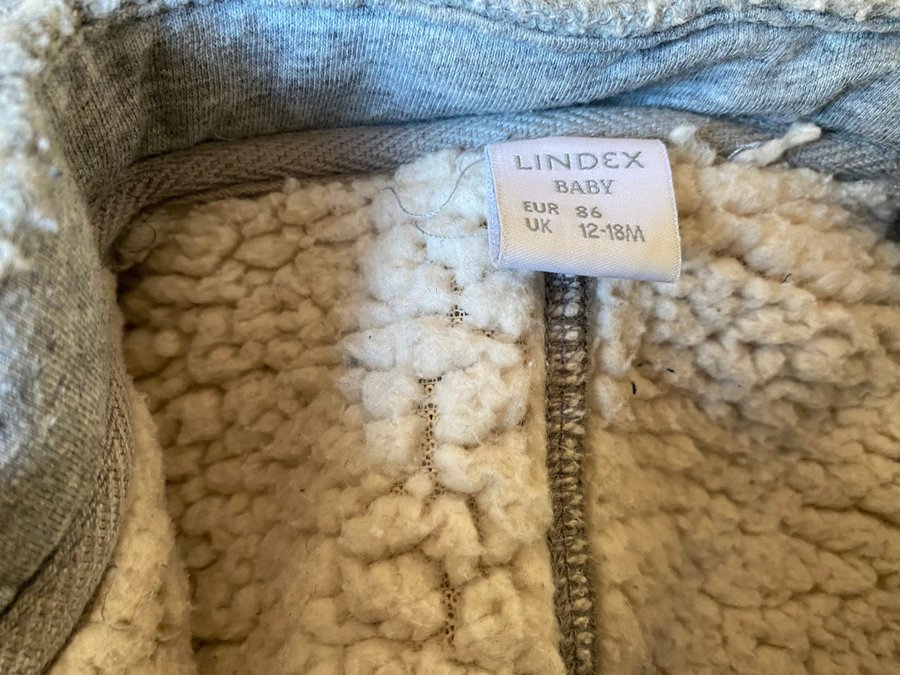 LINDEX
BABY
EUR 86
UK 12-18M